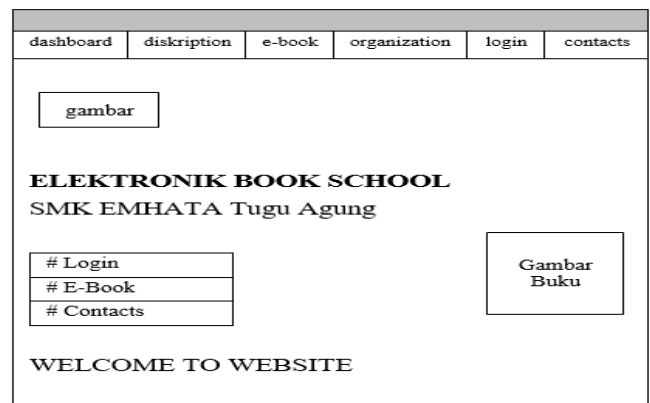 dashboard diskription e-book organization login contacts
gambar
ELEKTRONIK BOOK SCHOOL
SMK EMHATA Tugu Agung
# Login
# E-Book
# Contacts
Gambar
Buku
WELCOME TO WEBSITE